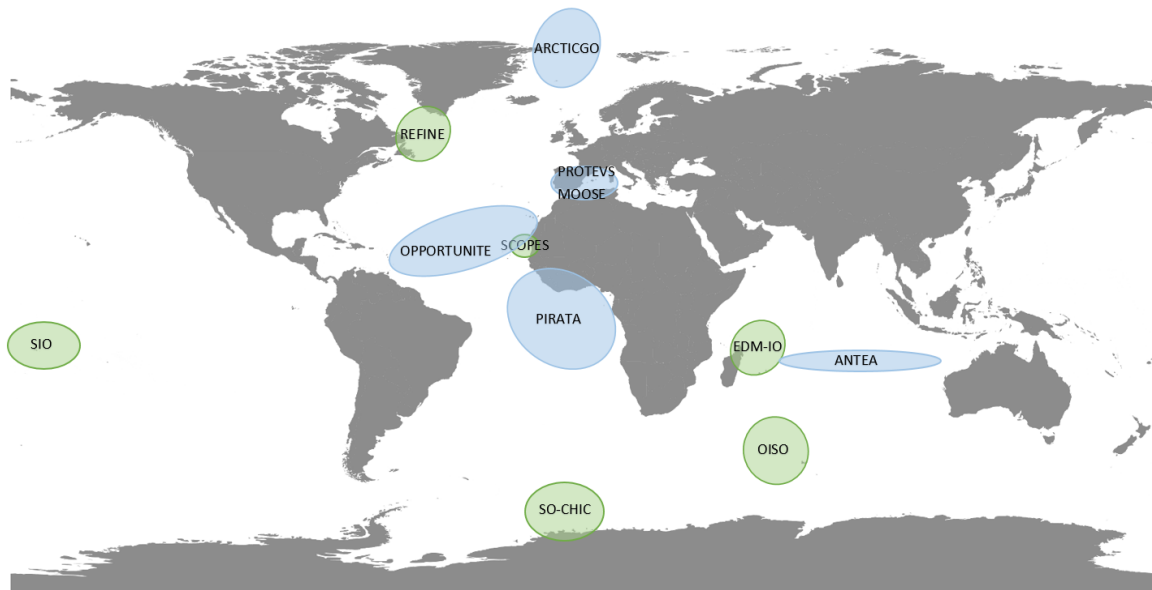 ARCTICGO
REFINE
PROTEVS
MOOSE
SCOPES
OPPORTUNITE
PIRATA
SIO
EDM-IO
ANTEA
OISO
SO-CHIC